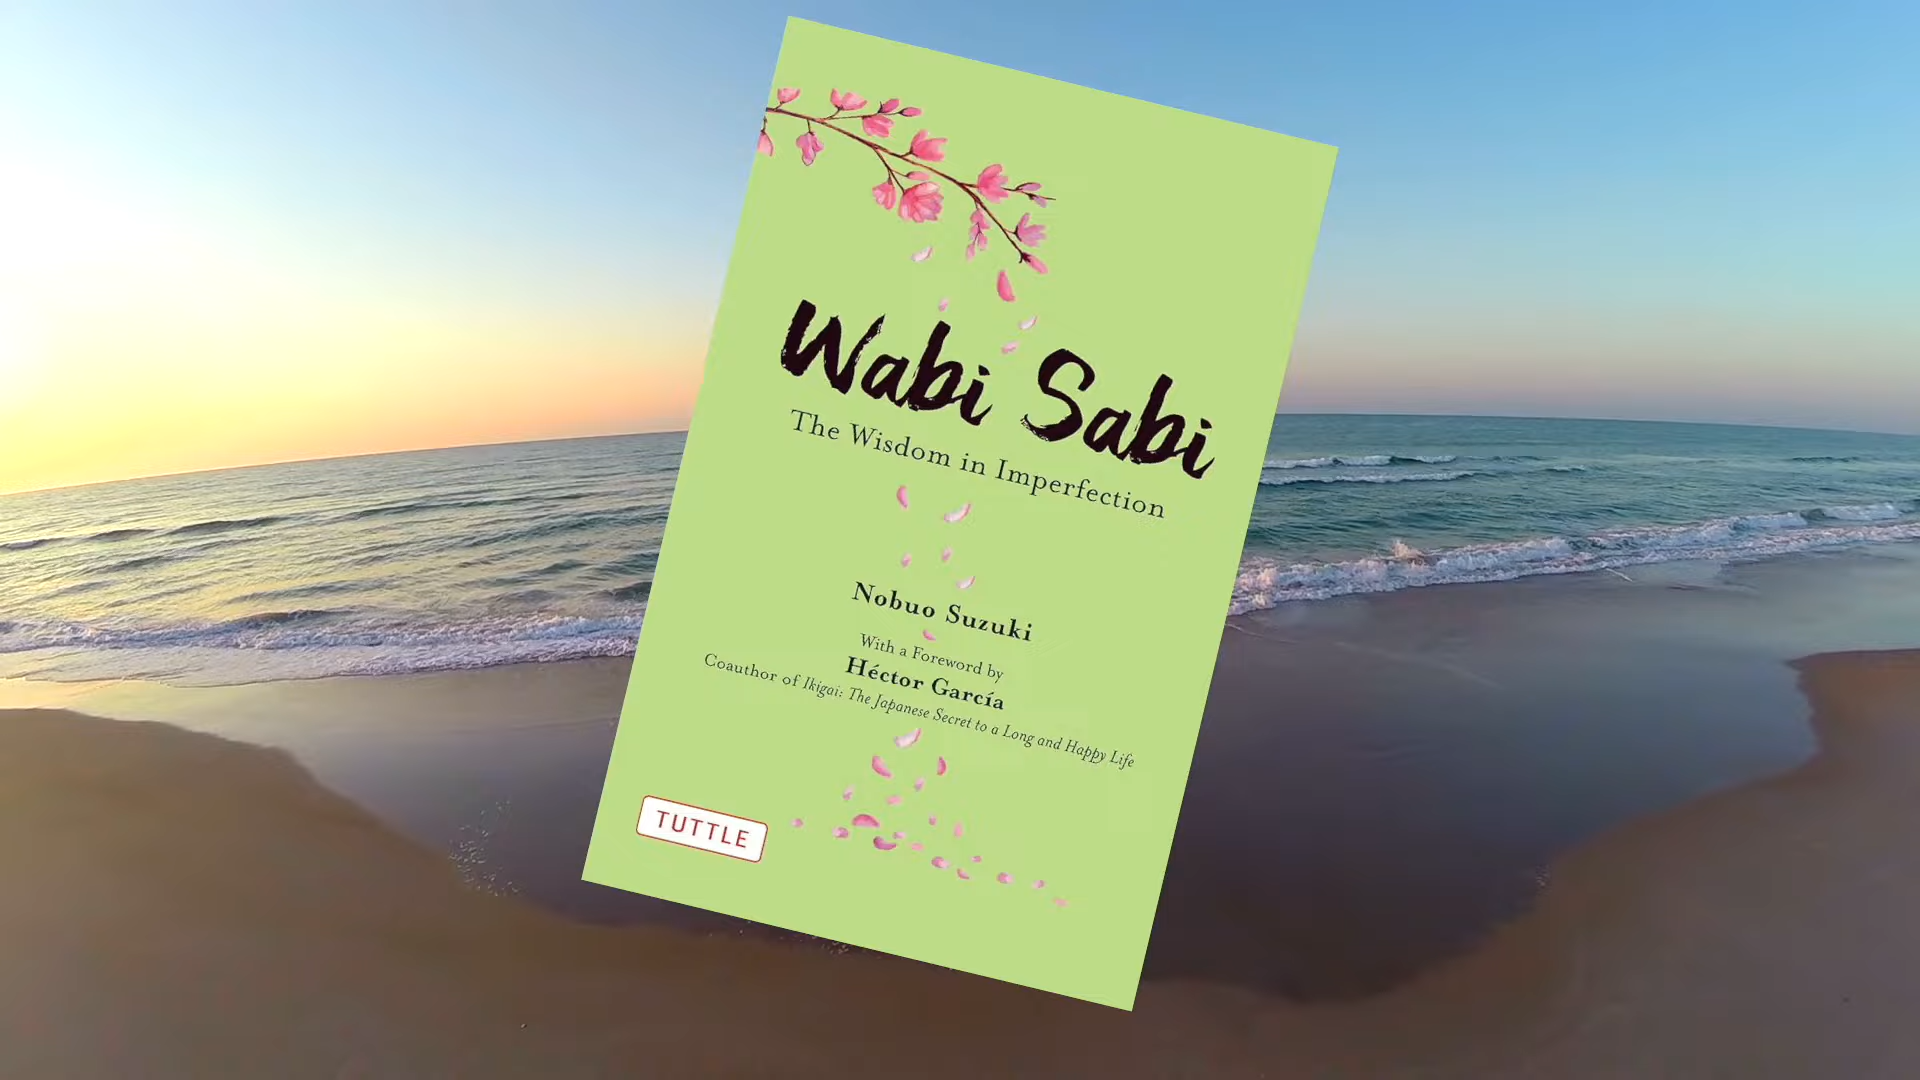 Wabi Sabi
The Wisdom in Imperfection
Nobuo Suzuki
With a Foreword by
Héctor García
Coauthor of Ikigai: The Japanese Secret to a Long and Happy Life
TUTTLE